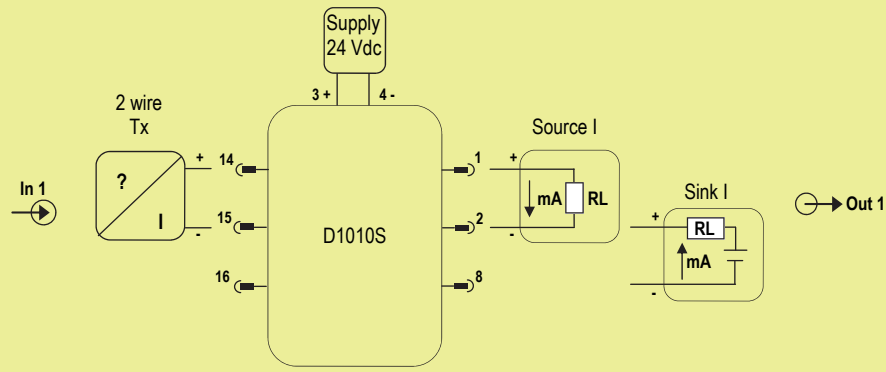 Supply
24 Vdc
3 + 4 -
2 wire
Tx
Source I
+ 14
1 +
In 1
?
I
mA RL
Sink I
Out 1
- 15
2 -
D1010S
+
RL
mA
16
8
-